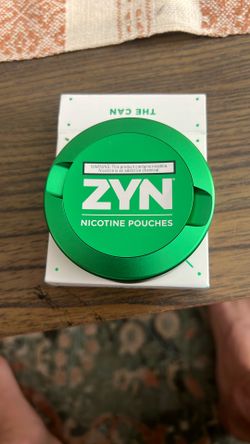 THE CAN
WARNING: This product contains nicotine.
Nicotine is an addictive chemical.
ZYN
NICOTINE POUCHES